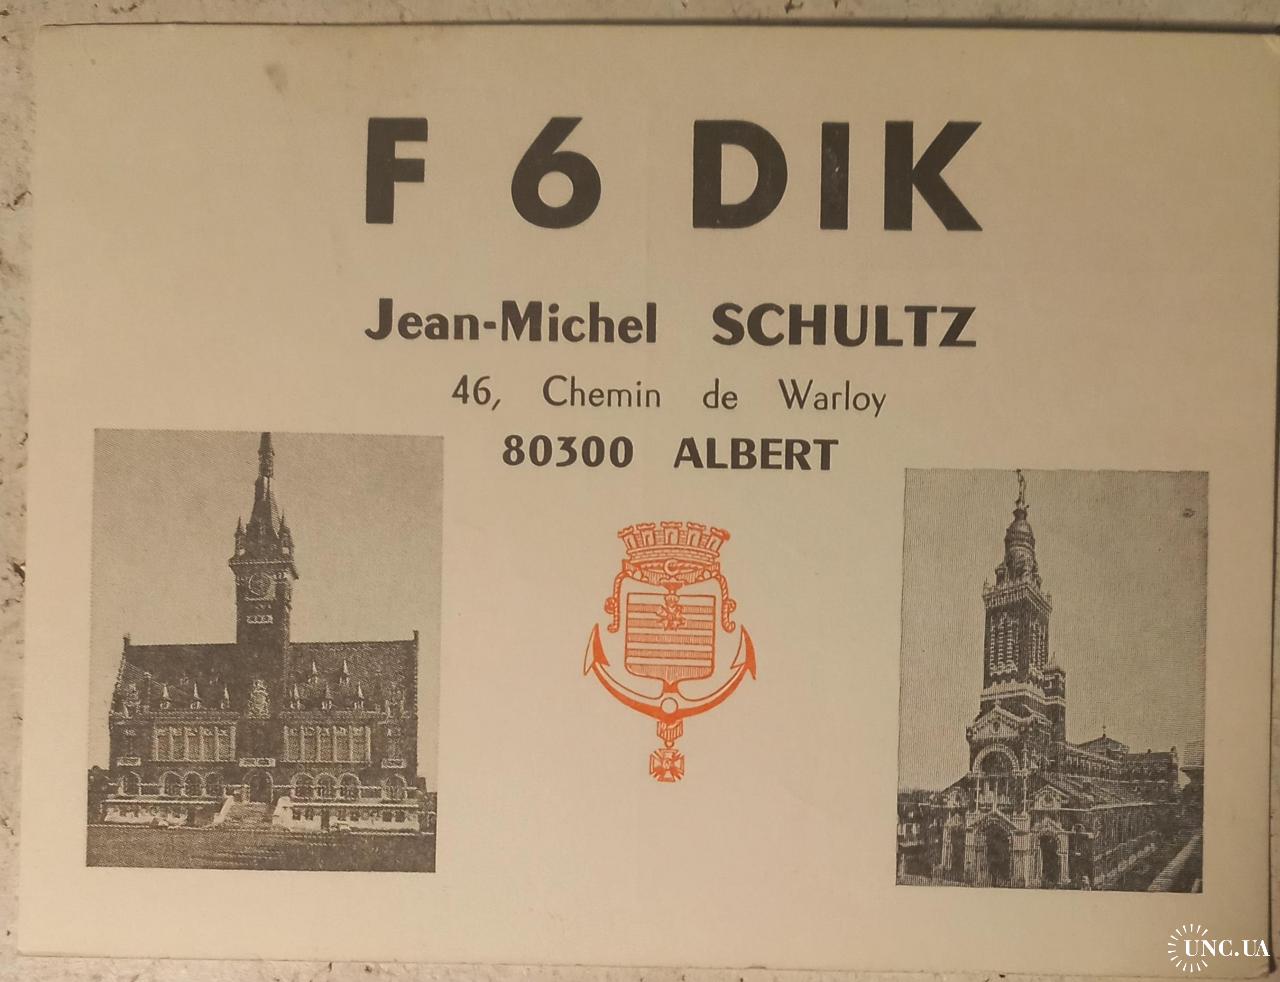 F 6 DIK
Jean-Michel SCHULTZ
46, Chemin de Warloy
80300 ALBERT
UNC.UA